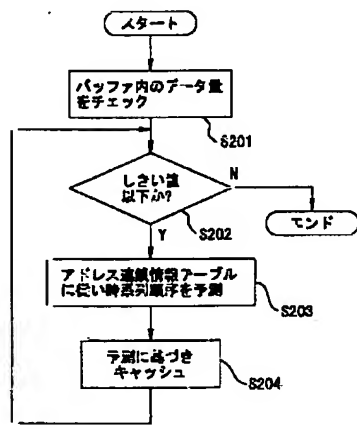 スタート
バッファ内のデータ量
をチェック
S201
しきい値
以下か?
N
S202
エンド
Y
アドレス連鎖情報テーブル
に従い時系列順序を予測
S203
予測に基づき
キャッシュ
S204